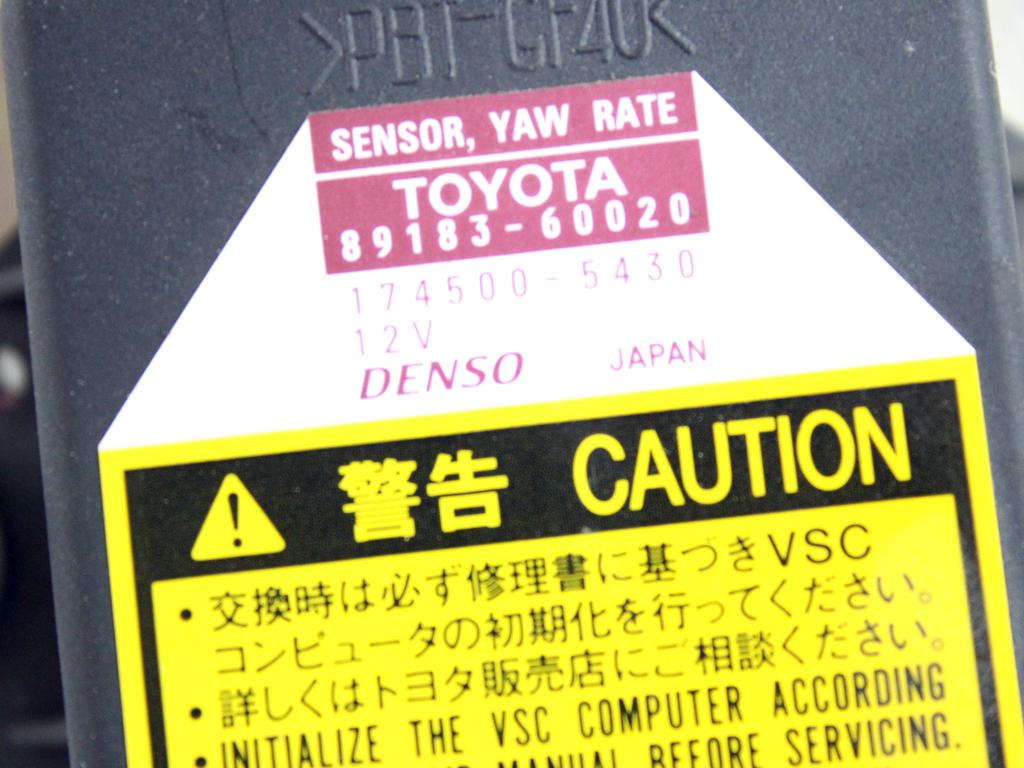 >PBT-GF40<
SENSOR, YAW RATE
TOYOTA
89183-60020
174500-5430
12V
DENSO JAPAN
警告 CAUTION
・交換時は必ず修理書に基づきVSC
コンピュータの初期化を行ってください。
・詳しくはトヨタ販売店にご相談ください。
・INITIALIZE THE VSC COMPUTER ACCORDING
MANUAL BEFORE SERVICING.